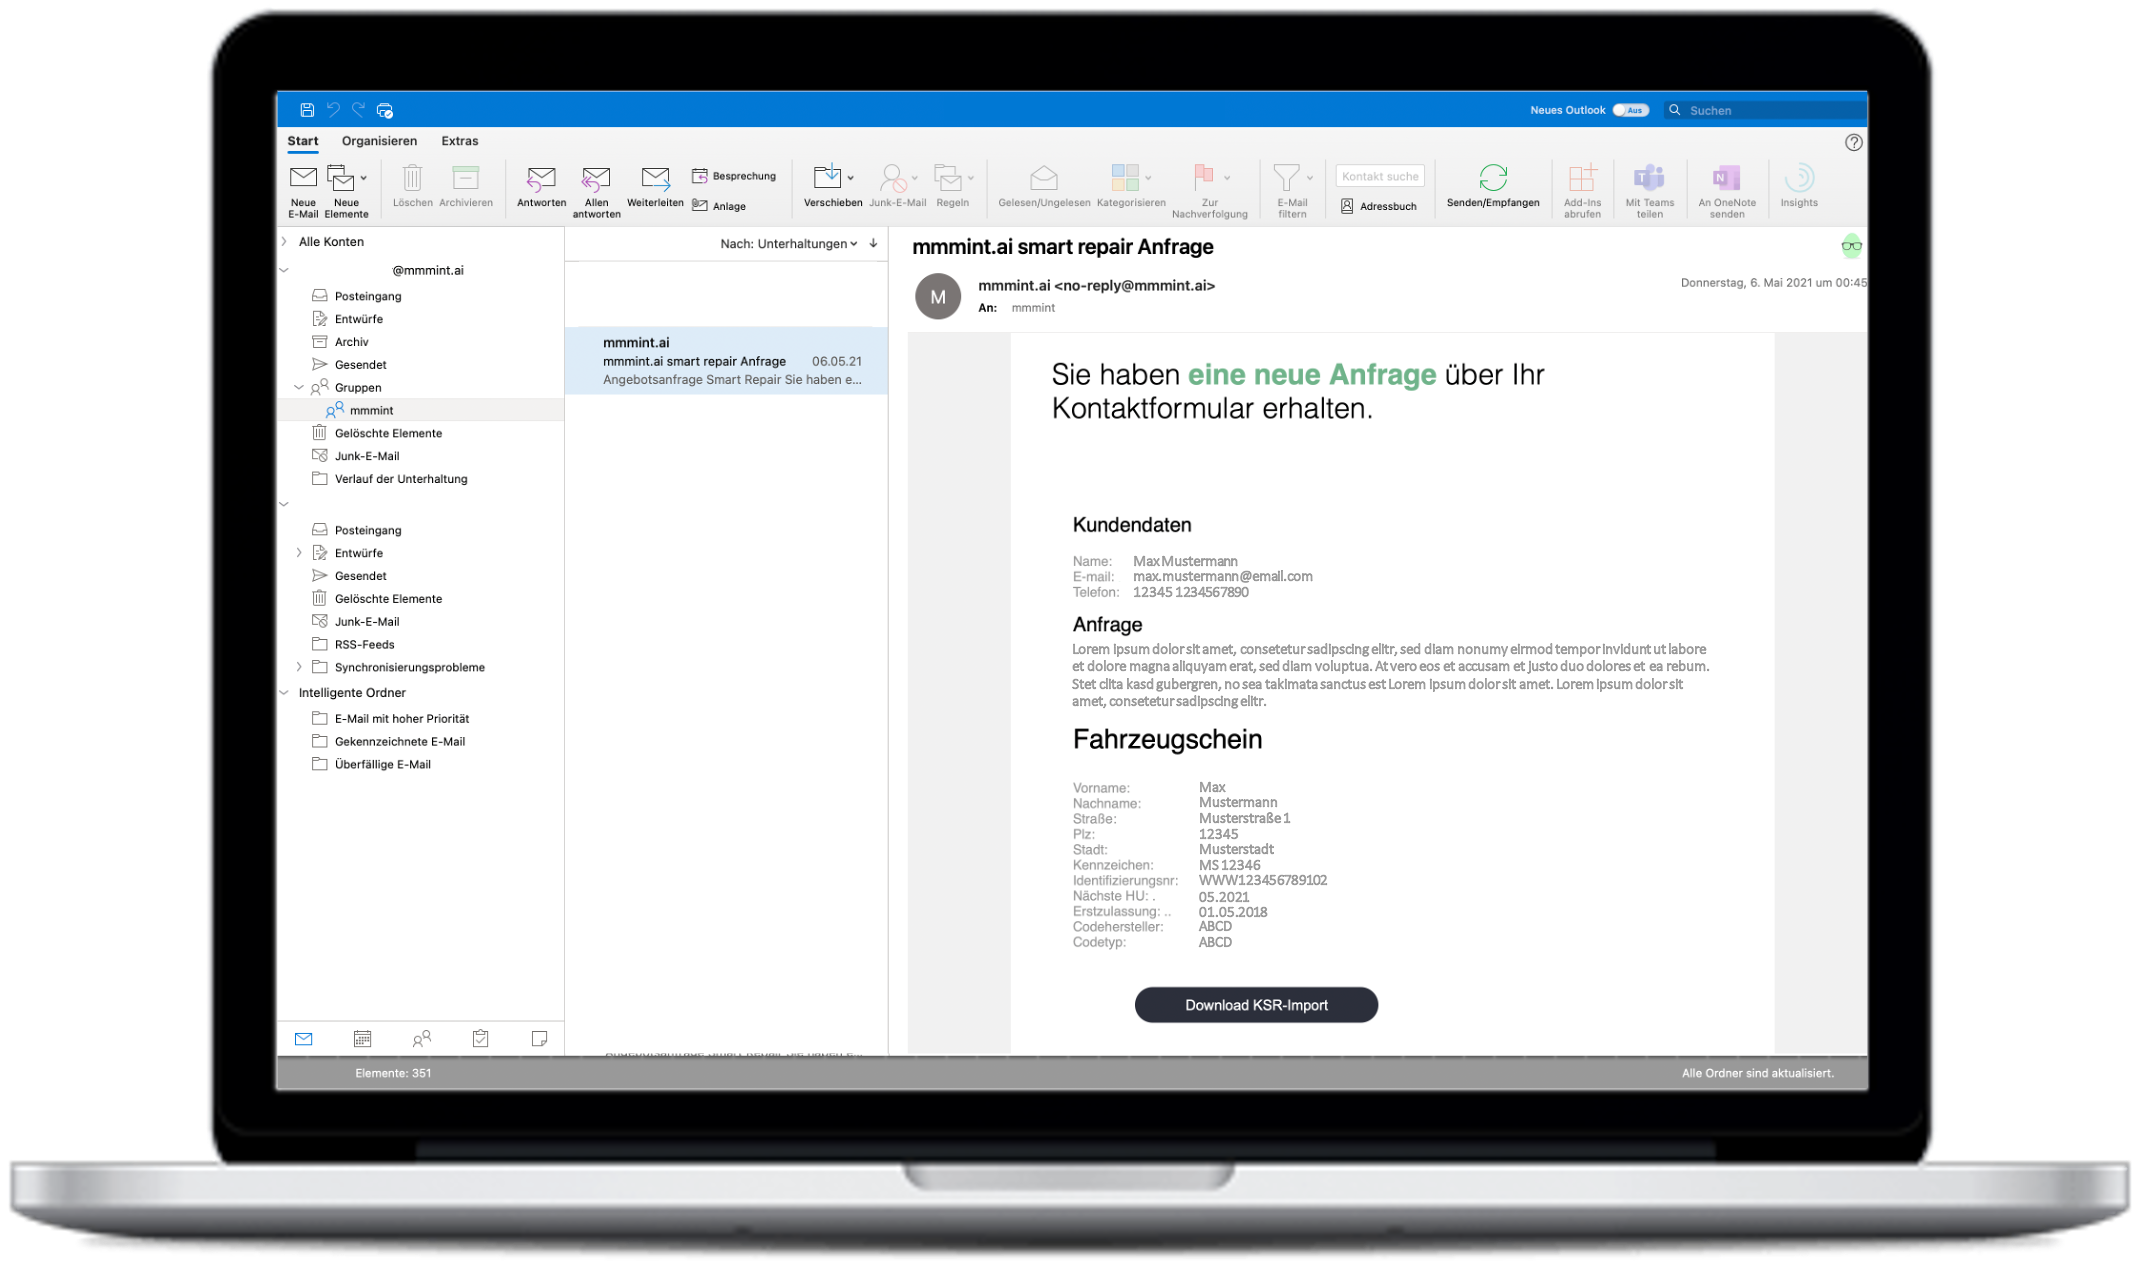 Neues Outlook Aus Suchen
Start Organisieren Extras
Neue E-Mail
Neue Elemente
Löschen
Archivieren
Antworten
Allen antworten
Weiterleiten
Besprechung
Anlage
Verschieben
Junk-E-Mail
Regeln
Gelesen/Ungelesen
Kategorisieren
Zur Nachverfolgung
E-Mail filtern
Kontakt suche
Adressbuch
Senden/Empfangen
Add-Ins abrufen
Mit Teams teilen
An OneNote senden
Insights
Alle Konten
@mmmint.ai
Posteingang
Entwürfe
Archiv
Gesendet
Gruppen
mmmint
Gelöschte Elemente
Junk-E-Mail
Verlauf der Unterhaltung
Posteingang
Entwürfe
Gesendet
Gelöschte Elemente
Junk-E-Mail
RSS-Feeds
Synchronisierungsprobleme
Intelligente Ordner
E-Mail mit hoher Priorität
Gekennzeichnete E-Mail
Überfällige E-Mail
Nach: Unterhaltungen
mmmint.ai
mmmint.ai smart repair Anfrage 06.05.21
Angebotsanfrage Smart Repair Sie haben e...
mmmint.ai smart repair Anfrage
M
mmmint.ai <no-reply@mmmint.ai>
Donnerstag, 6. Mai 2021 um 00:45
An: mmmint
Sie haben eine neue Anfrage über Ihr
Kontaktformular erhalten.
Kundendaten
Name: Max Mustermann
E-mail: max.mustermann@email.com
Telefon: 12345 1234567890
Anfrage
Lorem ipsum dolor sit amet, consetetur sadipscing elitr, sed diam nonumy eirmod tempor invidunt ut labore
et dolore magna aliquyam erat, sed diam voluptua. At vero eos et accusam et justo duo dolores et ea rebum.
Stet clita kasd gubergren, no sea takimata sanctus est Lorem ipsum dolor sit amet. Lorem ipsum dolor sit
amet, consetetur sadipscing elitr.
Fahrzeugschein
Vorname: Max
Nachname: Mustermann
Straße: Musterstraße 1
Plz: 12345
Stadt: Musterstadt
Kennzeichen: MS 12346
Identifizierungsnr: WWW123456789102
Nächste HU: . 05.2021
Erstzulassung: .. 01.05.2018
Codehersteller: ABCD
Codetyp: ABCD
Download KSR-Import
Elemente: 351
Alle Ordner sind aktualisiert.